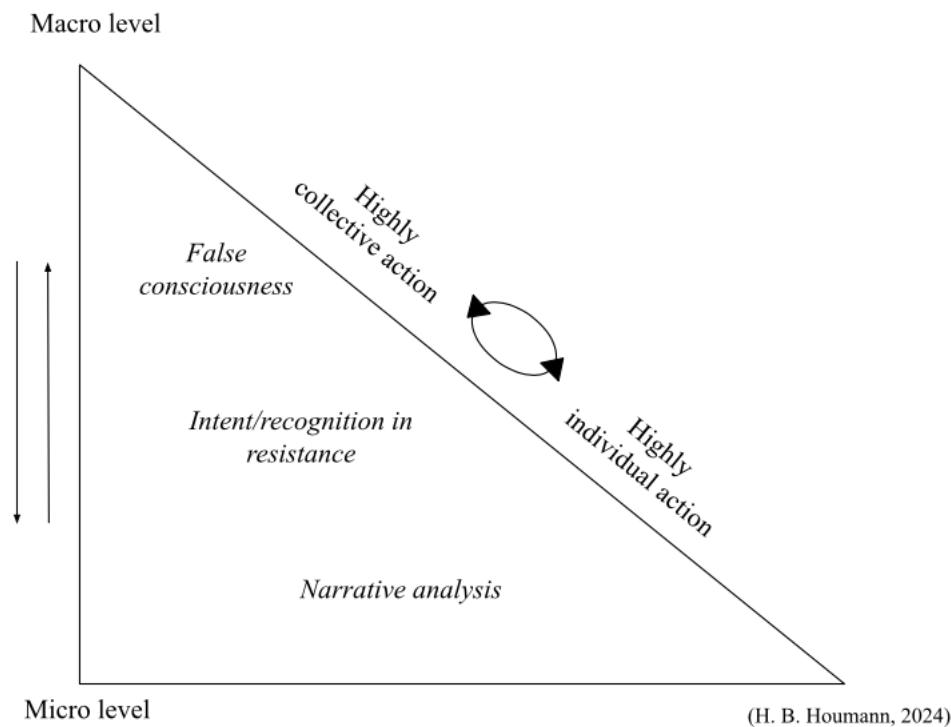 Macro level
Highly
collective action
False
consciousness
Intent/recognition in
resistance
Highly
individual action
Narrative analysis
Micro level
(H. B. Houmann, 2024)